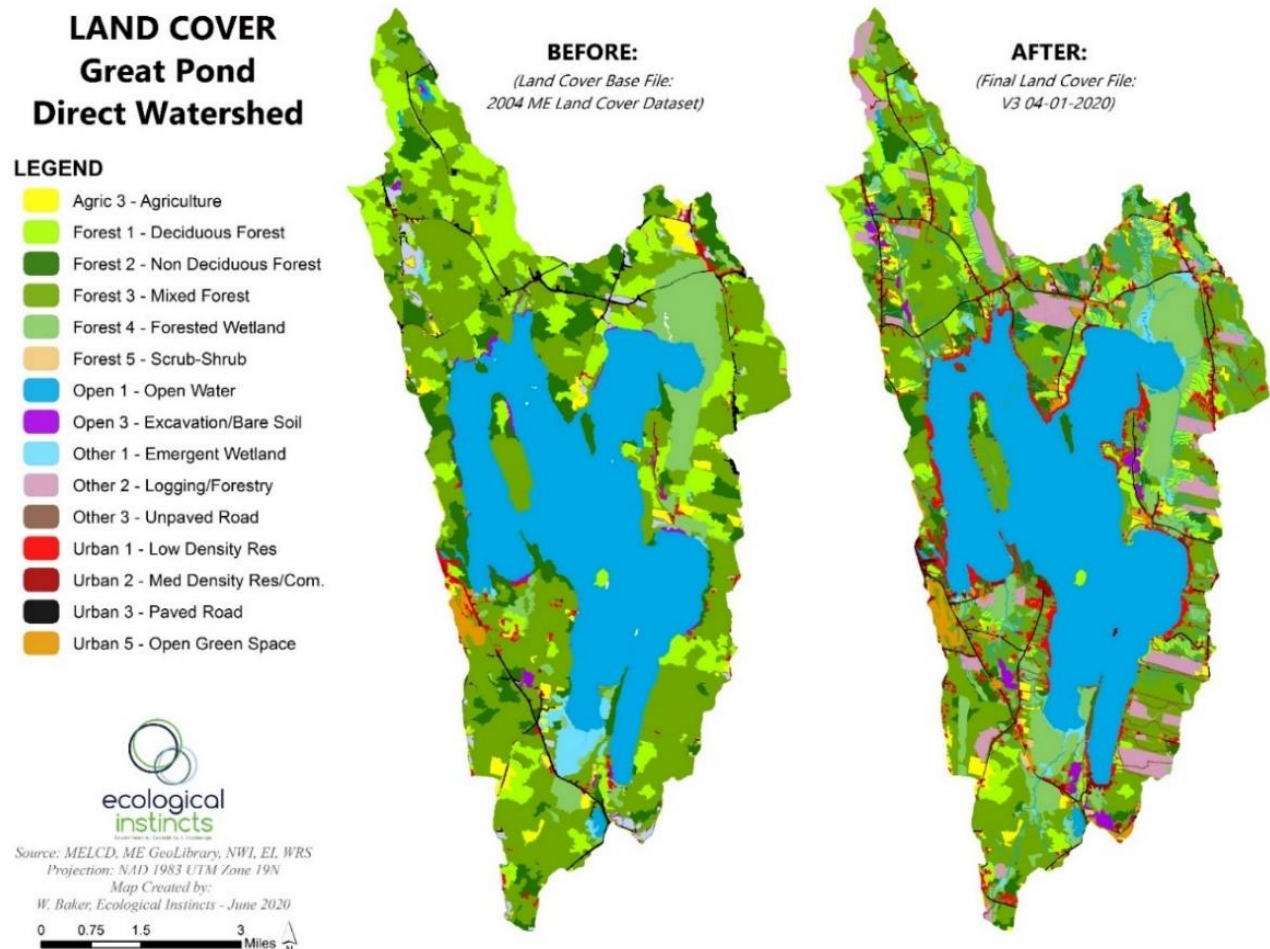 LAND COVER
Great Pond
Direct Watershed
LEGEND
Agric 3 - Agriculture
Forest 1 - Deciduous Forest
Forest 2 - Non Deciduous Forest
Forest 3 - Mixed Forest
Forest 4 - Forested Wetland
Forest 5 - Scrub-Shrub
Open 1 - Open Water
Open 3 - Excavation/Bare Soil
Other 1 - Emergent Wetland
Other 2 - Logging/Forestry
Other 3 - Unpaved Road
Urban 1 - Low Density Res
Urban 2 - Med Density Res/Com.
Urban 3 - Paved Road
Urban 5 - Open Green Space
ecological
instincts
Source: MELCD, ME GeoLibrary, NWI, EI, WRS
Projection: NAD 1983 UTM Zone 19N
Map Created by:
W. Baker, Ecological Instincts - June 2020
0 0.75 1.5 3
Miles N
BEFORE:
(Land Cover Base File:
2004 ME Land Cover Dataset)
AFTER:
(Final Land Cover File:
V3 04-01-2020)